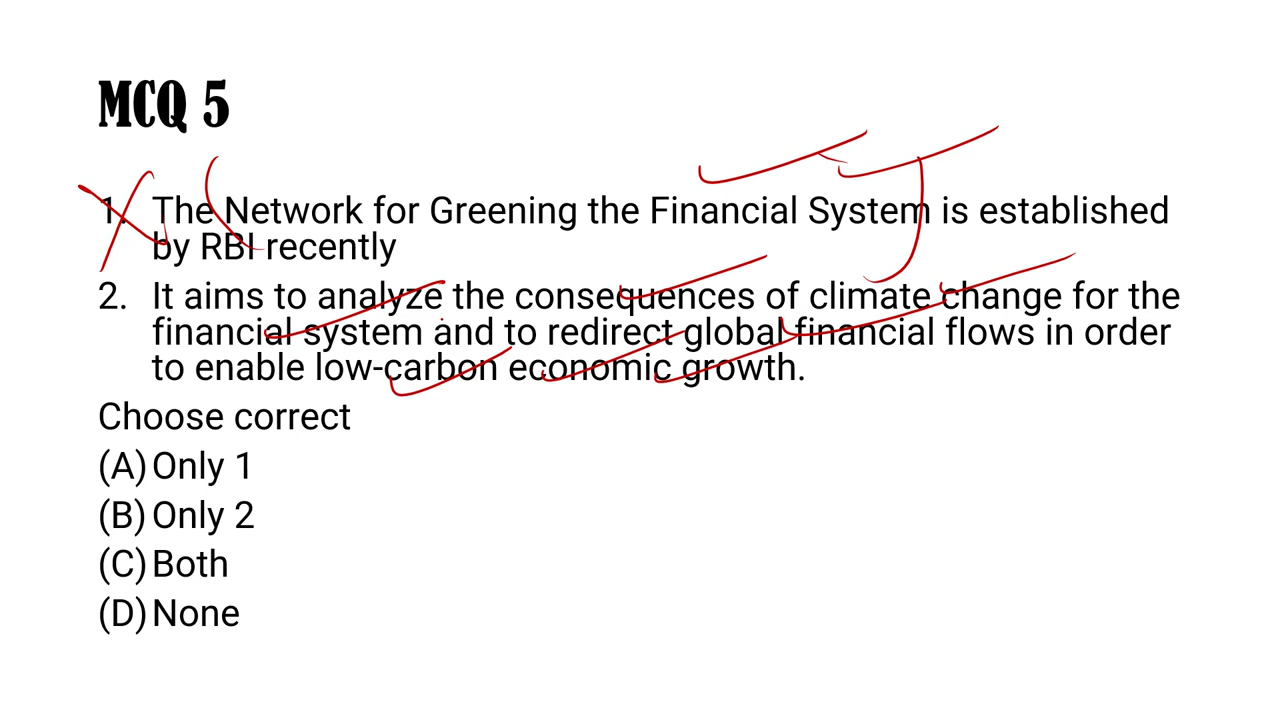 MCQ 5
1. The Network for Greening the Financial System is established
by RBI recently
2. It aims to analyze the consequences of climate change for the
financial system and to redirect global financial flows in order
to enable low-carbon economic growth.
Choose correct
(A) Only 1
(B) Only 2
(C) Both
(D) None